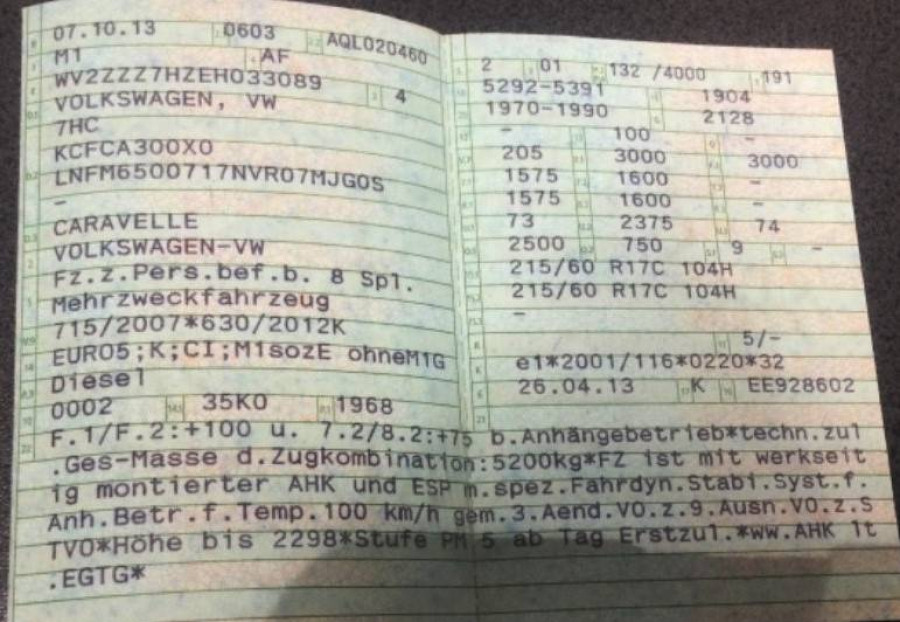 07.10.13 0603 AQL020460
M1 AF
WV2ZZZ7HZEH033089
VOLKSWAGEN, VW 4
7HC
KCFCA300X0
LNFM6500717NVR07MJG0S
-
CARAVELLE
VOLKSWAGEN-VW
Fz.z.Pers.bef.b. 8 Spl.
Mehrzweckfahrzeug
715/2007*630/2012K
EURO5;K;CI;M1sozE ohneM1G
Diesel
0002 35K0 1968
2 01 132 /4000 191
5292-5391 1904
1970-1990 2128
- 100 -
205 3000 3000
1575 1600 -
1575 1600 -
73 2375 74
2500 750 9 -
215/60 R17C 104H
215/60 R17C 104H
-
5/-
e1*2001/116*0220*32
26.04.13 K EE928602
F.1/F.2:+100 u. 7.2/8.2:+75 b.Anhängebetrieb*techn.zul
.Ges-Masse d.Zugkombination:5200kg*FZ ist mit werkseit
ig montierter AHK und ESP m.spez.Fahrdyn.Stabi.Syst.f.
Anh.Betr.f.Temp.100 km/h gem.3.Aend.VO.z.9.Ausn.VO.z.S
TVO*Höhe bis 2298*Stufe PM 5 ab Tag Erstzul.*ww.AHK lt
.EGTG*